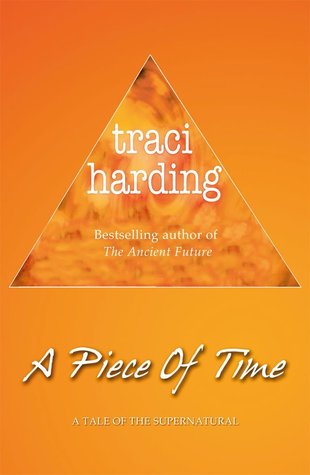 traci
harding
Bestselling author of
The Ancient Future
A Piece Of Time
A TALE OF THE SUPERNATURAL